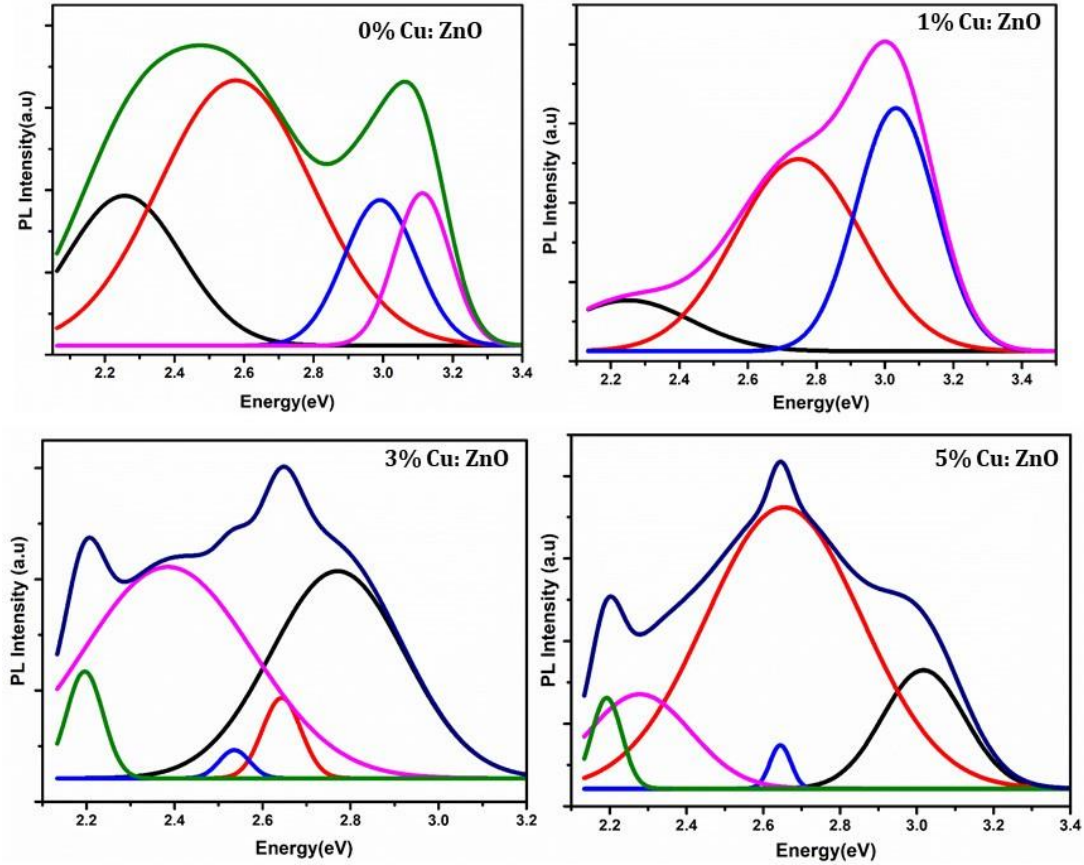 0% Cu: ZnO
PL Intensity(a.u)
2.2 2.4 2.6 2.8 3.0 3.2 3.4
Energy(eV)
1% Cu: ZnO
PL Intensity (a.u)
2.2 2.4 2.6 2.8 3.0 3.2 3.4
Energy(eV)
3% Cu: ZnO
PL Intensity (a.u)
2.2 2.4 2.6 2.8 3.0 3.2
Energy(eV)
5% Cu: ZnO
PL Intensity (a.u)
2.2 2.4 2.6 2.8 3.0 3.2 3.4
Energy(eV)